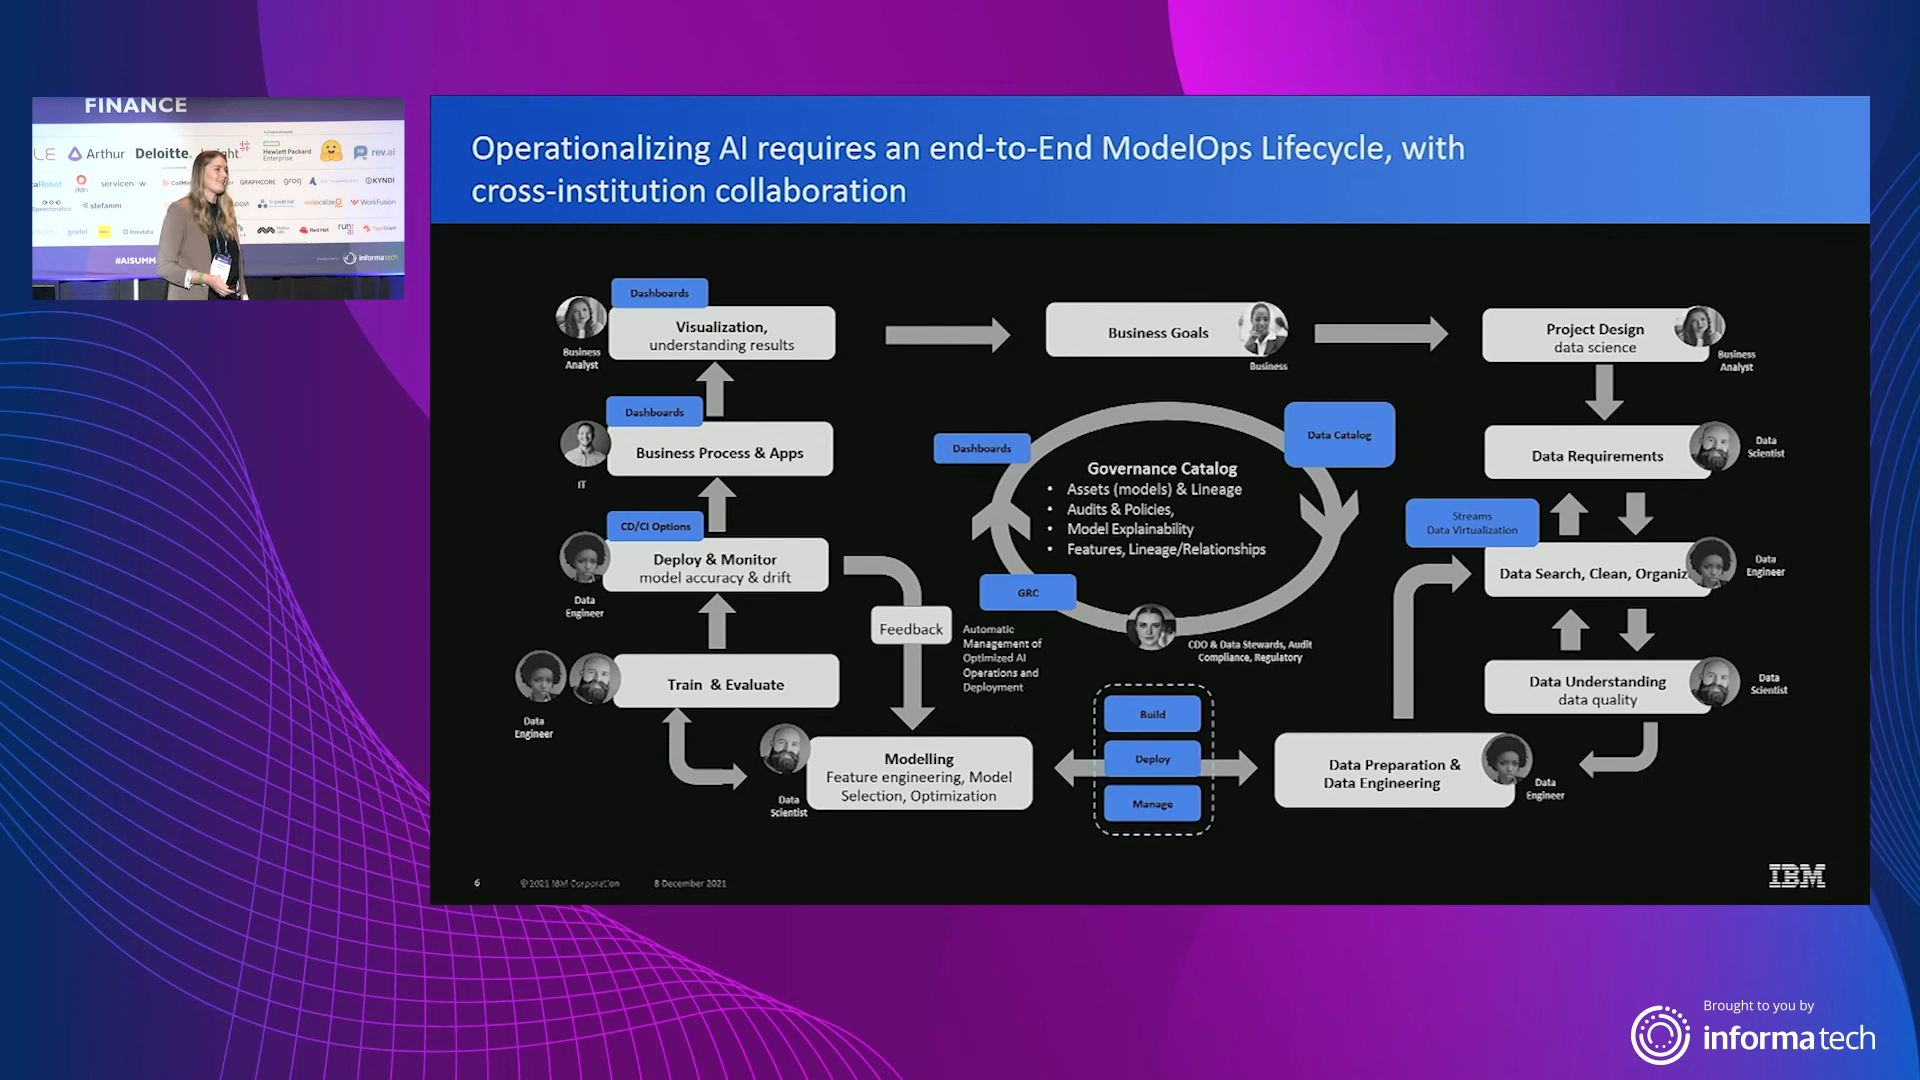 FINANCE
Arthur
Deloitte.
Hewlett Packard
Enterprise
rev.ai
ddn
servicenow
GRAPHCORE
groq
KYNDI
stefanini
welocalize
WorkFusion
gretel
Innodata
Red Hat
run:
ai
TigerGraph
#AISUMM
informatech
Operationalizing AI requires an end-to-End ModelOps Lifecycle, with
cross-institution collaboration
Dashboards
Visualization,
understanding results
Business
Analyst
Business Goals
Business
Project Design
data science
Business
Analyst
Dashboards
Business Process & Apps
IT
Dashboards
Data Catalog
Governance Catalog
• Assets (models) & Lineage
• Audits & Policies,
• Model Explainability
• Features, Lineage/Relationships
Data Requirements
Data
Scientist
CD/CI Options
Deploy & Monitor
model accuracy & drift
Data
Engineer
Streams
Data Virtualization
Data Search, Clean, Organiz
Data
Engineer
GRC
Feedback
Automatic
Management of
Optimized AI
Operations and
Deployment
CDO & Data Stewards, Audit
Compliance, Regulatory
Train & Evaluate
Data
Engineer
Data Understanding
data quality
Data
Scientist
Build
Deploy
Manage
Modelling
Feature engineering, Model
Selection, Optimization
Data
Scientist
Data Preparation &
Data Engineering
Data
Engineer
6
© 2021 IBM Corporation
8 December 2021
IBM
Brought to you by
informa tech